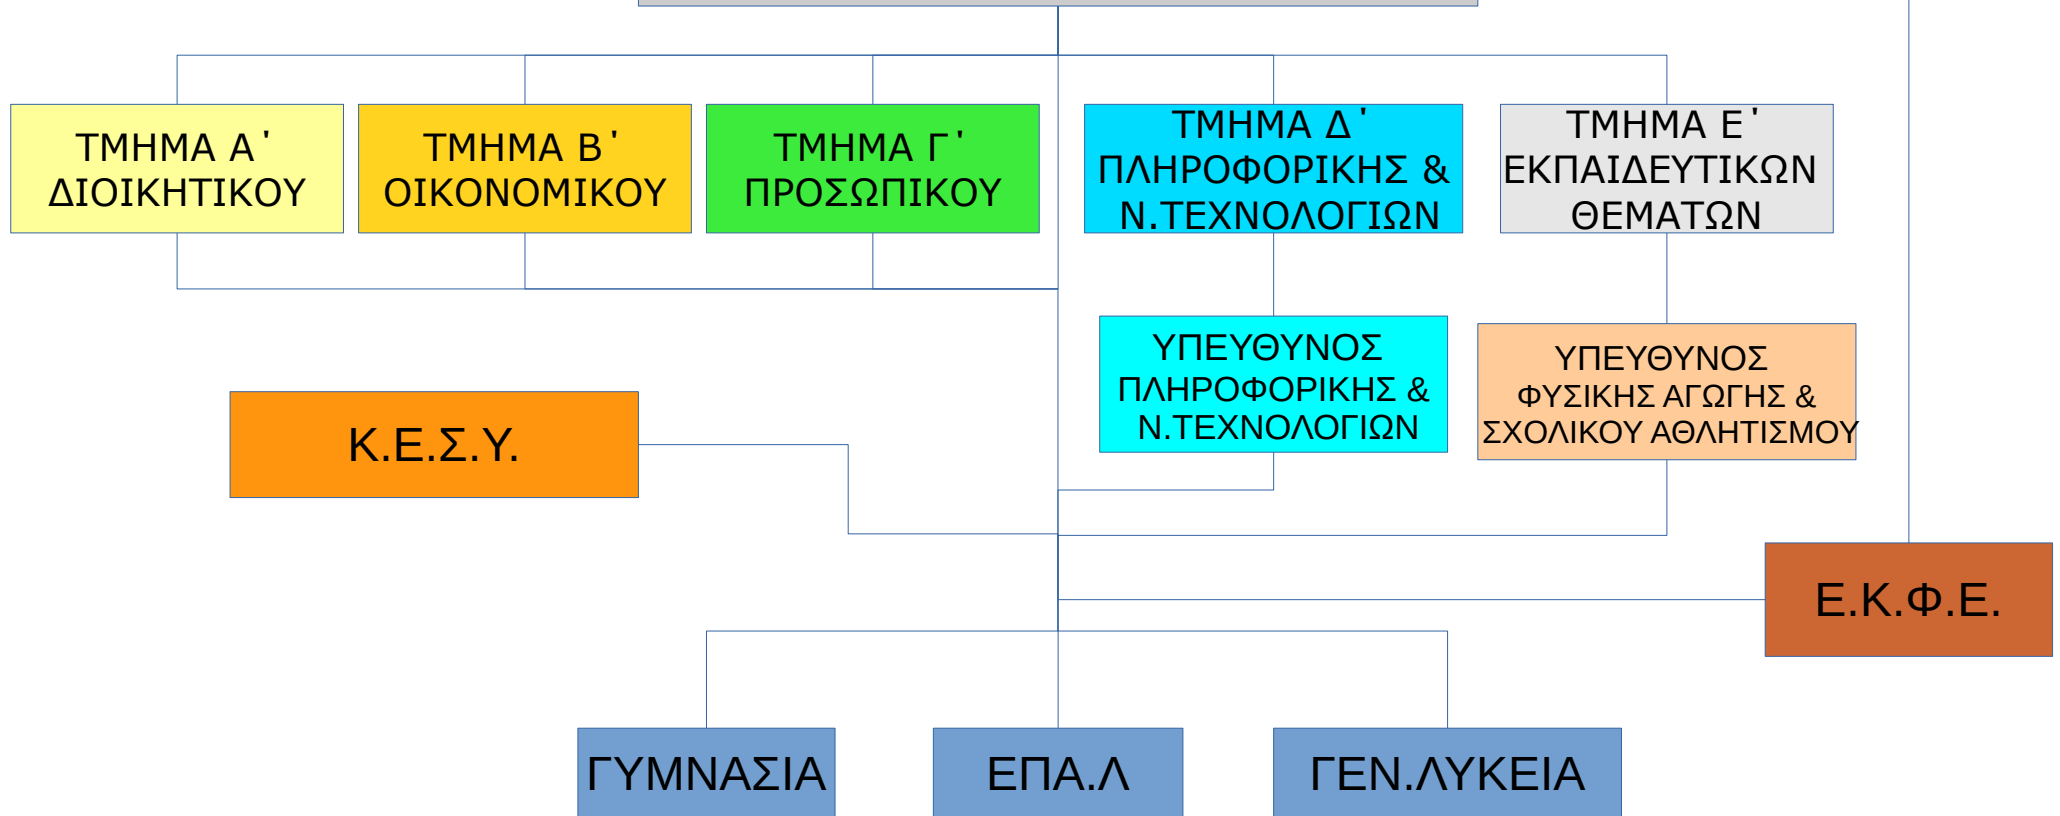 ΤΜΗΜΑ Α΄
ΔΙΟΙΚΗΤΙΚΟΥ
ΤΜΗΜΑ Β΄
ΟΙΚΟΝΟΜΙΚΟΥ
ΤΜΗΜΑ Γ΄
ΠΡΟΣΩΠΙΚΟΥ
ΤΜΗΜΑ Δ΄
ΠΛΗΡΟΦΟΡΙΚΗΣ &
Ν.ΤΕΧΝΟΛΟΓΙΩΝ
ΤΜΗΜΑ Ε΄
ΕΚΠΑΙΔΕΥΤΙΚΩΝ
ΘΕΜΑΤΩΝ
ΥΠΕΥΘΥΝΟΣ
ΠΛΗΡΟΦΟΡΙΚΗΣ &
Ν.ΤΕΧΝΟΛΟΓΙΩΝ
ΥΠΕΥΘΥΝΟΣ
ΦΥΣΙΚΗΣ ΑΓΩΓΗΣ &
ΣΧΟΛΙΚΟΥ ΑΘΛΗΤΙΣΜΟΥ
Κ.Ε.Σ.Υ.
Ε.Κ.Φ.Ε.
ΓΥΜΝΑΣΙΑ
ΕΠΑ.Λ
ΓΕΝ.ΛΥΚΕΙΑ